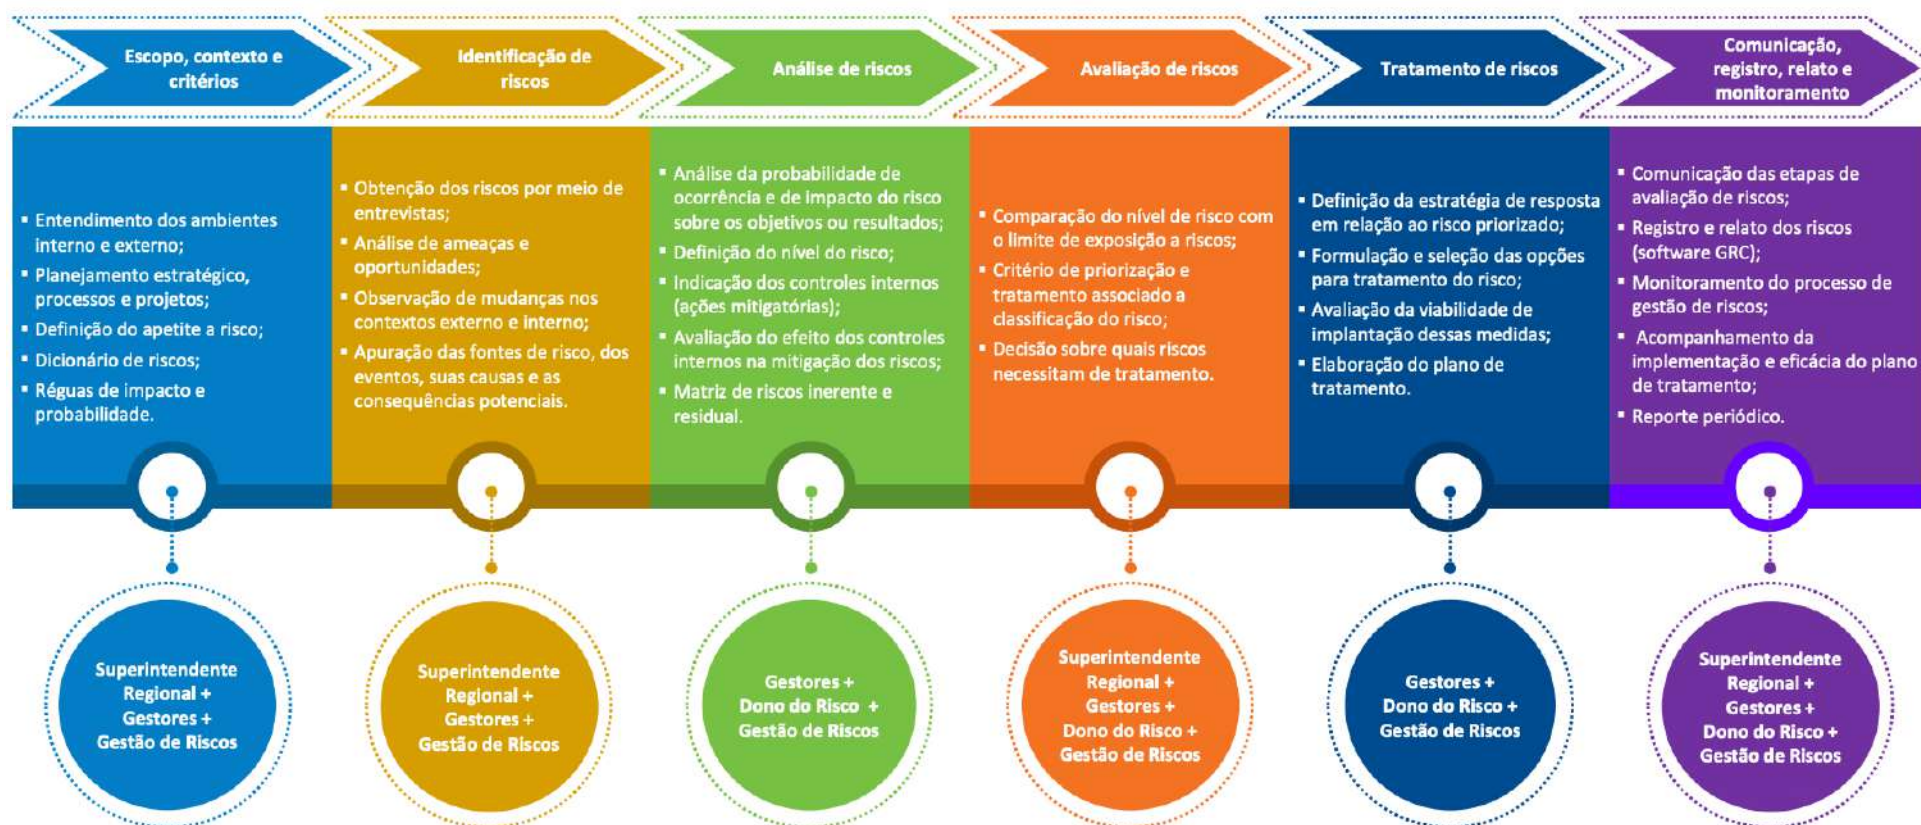 Escopo, contexto e
critérios
Identificação de
riscos
Análise de riscos
Avaliação de riscos
Tratamento de riscos
Comunicação,
registro, relato e
monitoramento
▪ Entendimento dos ambientes
interno e externo;
▪ Planejamento estratégico,
processos e projetos;
▪ Definição do apetite a risco;
▪ Dicionário de riscos;
▪ Réguas de impacto e
probabilidade.
▪ Obtenção dos riscos por meio de
entrevistas;
▪ Análise de ameaças e
oportunidades;
▪ Observação de mudanças nos
contextos externo e interno;
▪ Apuração das fontes de risco, dos
eventos, suas causas e as
consequências potenciais.
▪ Análise da probabilidade de
ocorrência e de impacto do risco
sobre os objetivos ou resultados;
▪ Definição do nível do risco;
▪ Indicação dos controles internos
(ações mitigatórias);
▪ Avaliação do efeito dos controles
internos na mitigação dos riscos;
▪ Matriz de riscos inerente e
residual.
▪ Comparação do nível de risco com
o limite de exposição a riscos;
▪ Critério de priorização e
tratamento associado a
classificação do risco;
▪ Decisão sobre quais riscos
necessitam de tratamento.
▪ Definição da estratégia de resposta
em relação ao risco priorizado;
▪ Formulação e seleção das opções
para tratamento do risco;
▪ Avaliação da viabilidade de
implantação dessas medidas;
▪ Elaboração do plano de
tratamento.
▪ Comunicação das etapas de
avaliação de riscos;
▪ Registro e relato dos riscos
(software GRC);
▪ Monitoramento do processo de
gestão de riscos;
▪ Acompanhamento da
implementação e eficácia do plano
de tratamento;
▪ Reporte periódico.
Superintendente
Regional +
Gestores +
Gestão de Riscos
Superintendente
Regional +
Gestores +
Gestão de Riscos
Gestores +
Dono do Risco +
Gestão de Riscos
Superintendente
Regional +
Gestores +
Dono do Risco +
Gestão de Riscos
Gestores +
Dono do Risco +
Gestão de Riscos
Superintendente
Regional +
Gestores +
Dono do Risco +
Gestão de Riscos